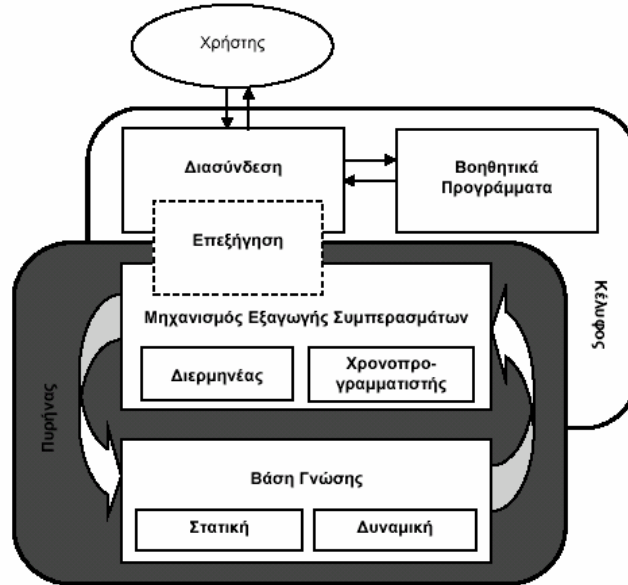 Χρήστης
Διασύνδεση
Βοηθητικά
Προγράμματα
Επεξήγηση
Κέλυφος
Μηχανισμός Εξαγωγής Συμπερασμάτων
Διερμηνέας
Χρονοπρο-
γραμματιστής
Πυρήνας
Βάση Γνώσης
Στατική
Δυναμική